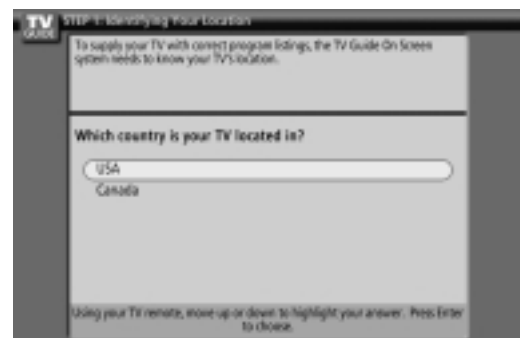 TV
GUIDE
STEP 1: Identifying Your Location
To supply your TV with correct program listings, the TV Guide On Screen
system needs to know your TV's location.
Which country is your TV located in?
USA
Canada
Using your TV remote, move up or down to highlight your answer. Press Enter
to choose.